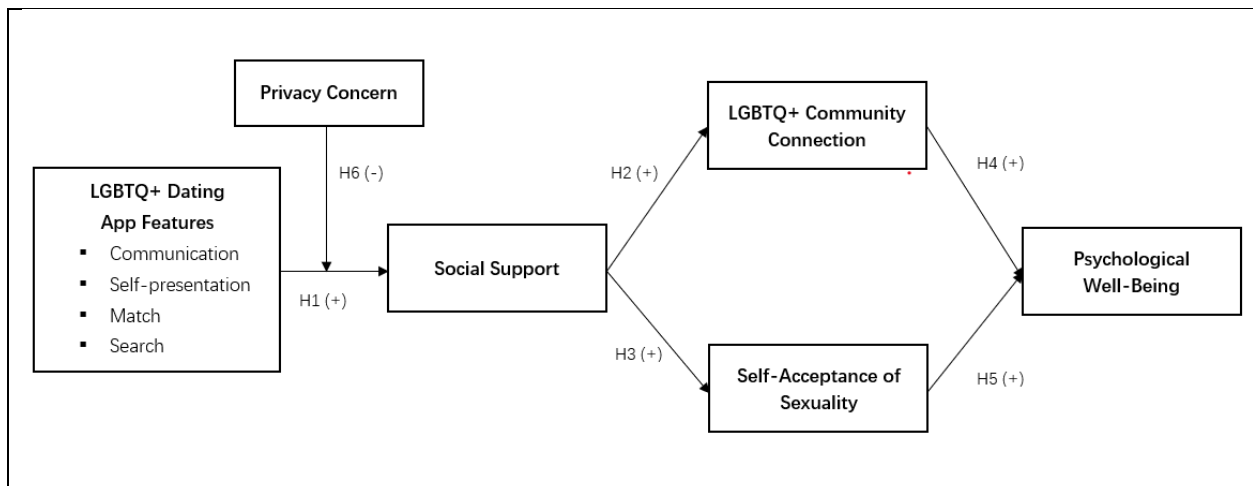 Privacy Concern
H6 (-)
LGBTQ+ Dating
App Features
▪ Communication
▪ Self-presentation
▪ Match
▪ Search
H1 (+)
Social Support
H2 (+)
H3 (+)
LGBTQ+ Community
Connection
Self-Acceptance of
Sexuality
H4 (+)
H5 (+)
Psychological
Well-Being